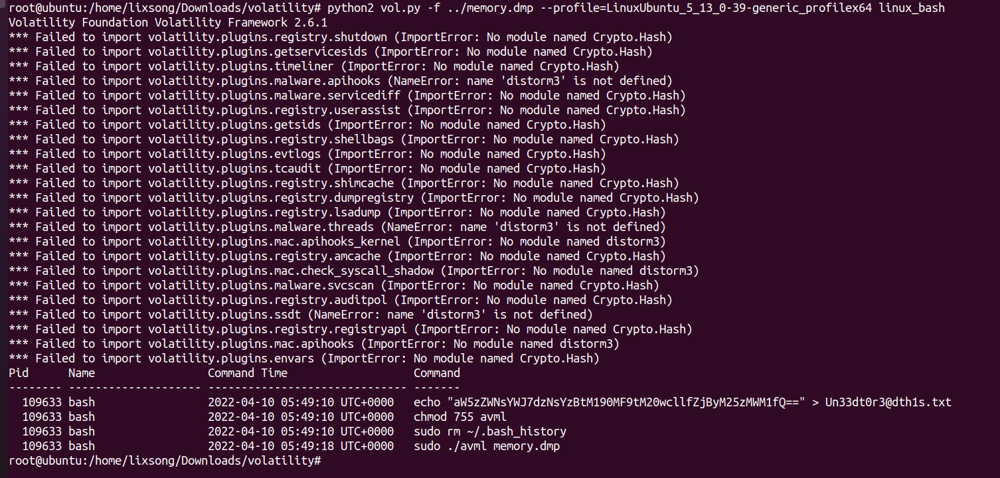 root@ubuntu:/home/lixsong/Downloads/volatility# python2 vol.py -f ../memory.dmp --profile=LinuxUbuntu_5_13_0-39-generic_profilex64 linux_bash
Volatility Foundation Volatility Framework 2.6.1
*** Failed to import volatility.plugins.registry.shutdown (ImportError: No module named Crypto.Hash)
*** Failed to import volatility.plugins.getservicesids (ImportError: No module named Crypto.Hash)
*** Failed to import volatility.plugins.timeliner (ImportError: No module named Crypto.Hash)
*** Failed to import volatility.plugins.malware.apihooks (NameError: name 'distorm3' is not defined)
*** Failed to import volatility.plugins.malware.servicediff (ImportError: No module named Crypto.Hash)
*** Failed to import volatility.plugins.registry.userassist (ImportError: No module named Crypto.Hash)
*** Failed to import volatility.plugins.getsids (ImportError: No module named Crypto.Hash)
*** Failed to import volatility.plugins.registry.shellbags (ImportError: No module named Crypto.Hash)
*** Failed to import volatility.plugins.evtlogs (ImportError: No module named Crypto.Hash)
*** Failed to import volatility.plugins.tcaudit (ImportError: No module named Crypto.Hash)
*** Failed to import volatility.plugins.registry.shimcache (ImportError: No module named Crypto.Hash)
*** Failed to import volatility.plugins.registry.dumpregistry (ImportError: No module named Crypto.Hash)
*** Failed to import volatility.plugins.registry.lsadump (ImportError: No module named Crypto.Hash)
*** Failed to import volatility.plugins.malware.threads (NameError: name 'distorm3' is not defined)
*** Failed to import volatility.plugins.mac.apihooks_kernel (ImportError: No module named distorm3)
*** Failed to import volatility.plugins.registry.amcache (ImportError: No module named Crypto.Hash)
*** Failed to import volatility.plugins.mac.check_syscall_shadow (ImportError: No module named distorm3)
*** Failed to import volatility.plugins.malware.svcscan (ImportError: No module named Crypto.Hash)
*** Failed to import volatility.plugins.registry.auditpol (ImportError: No module named Crypto.Hash)
*** Failed to import volatility.plugins.ssdt (NameError: name 'distorm3' is not defined)
*** Failed to import volatility.plugins.registry.registryapi (ImportError: No module named Crypto.Hash)
*** Failed to import volatility.plugins.mac.apihooks (ImportError: No module named distorm3)
*** Failed to import volatility.plugins.envars (ImportError: No module named Crypto.Hash)
Pid      Name                 Command Time                   Command
-------- -------------------- ------------------------------ -------
  109633 bash                 2022-04-10 05:49:10 UTC+0000   echo "aW5zZWNsYWJ7dzNsYzBtM190MF9tM20wcllfZjByM25zMWM1fQ==" > Un33dt0r3@dth1s.txt
  109633 bash                 2022-04-10 05:49:10 UTC+0000   chmod 755 avml
  109633 bash                 2022-04-10 05:49:10 UTC+0000   sudo rm ~/.bash_history
  109633 bash                 2022-04-10 05:49:18 UTC+0000   sudo ./avml memory.dmp
root@ubuntu:/home/lixsong/Downloads/volatility#